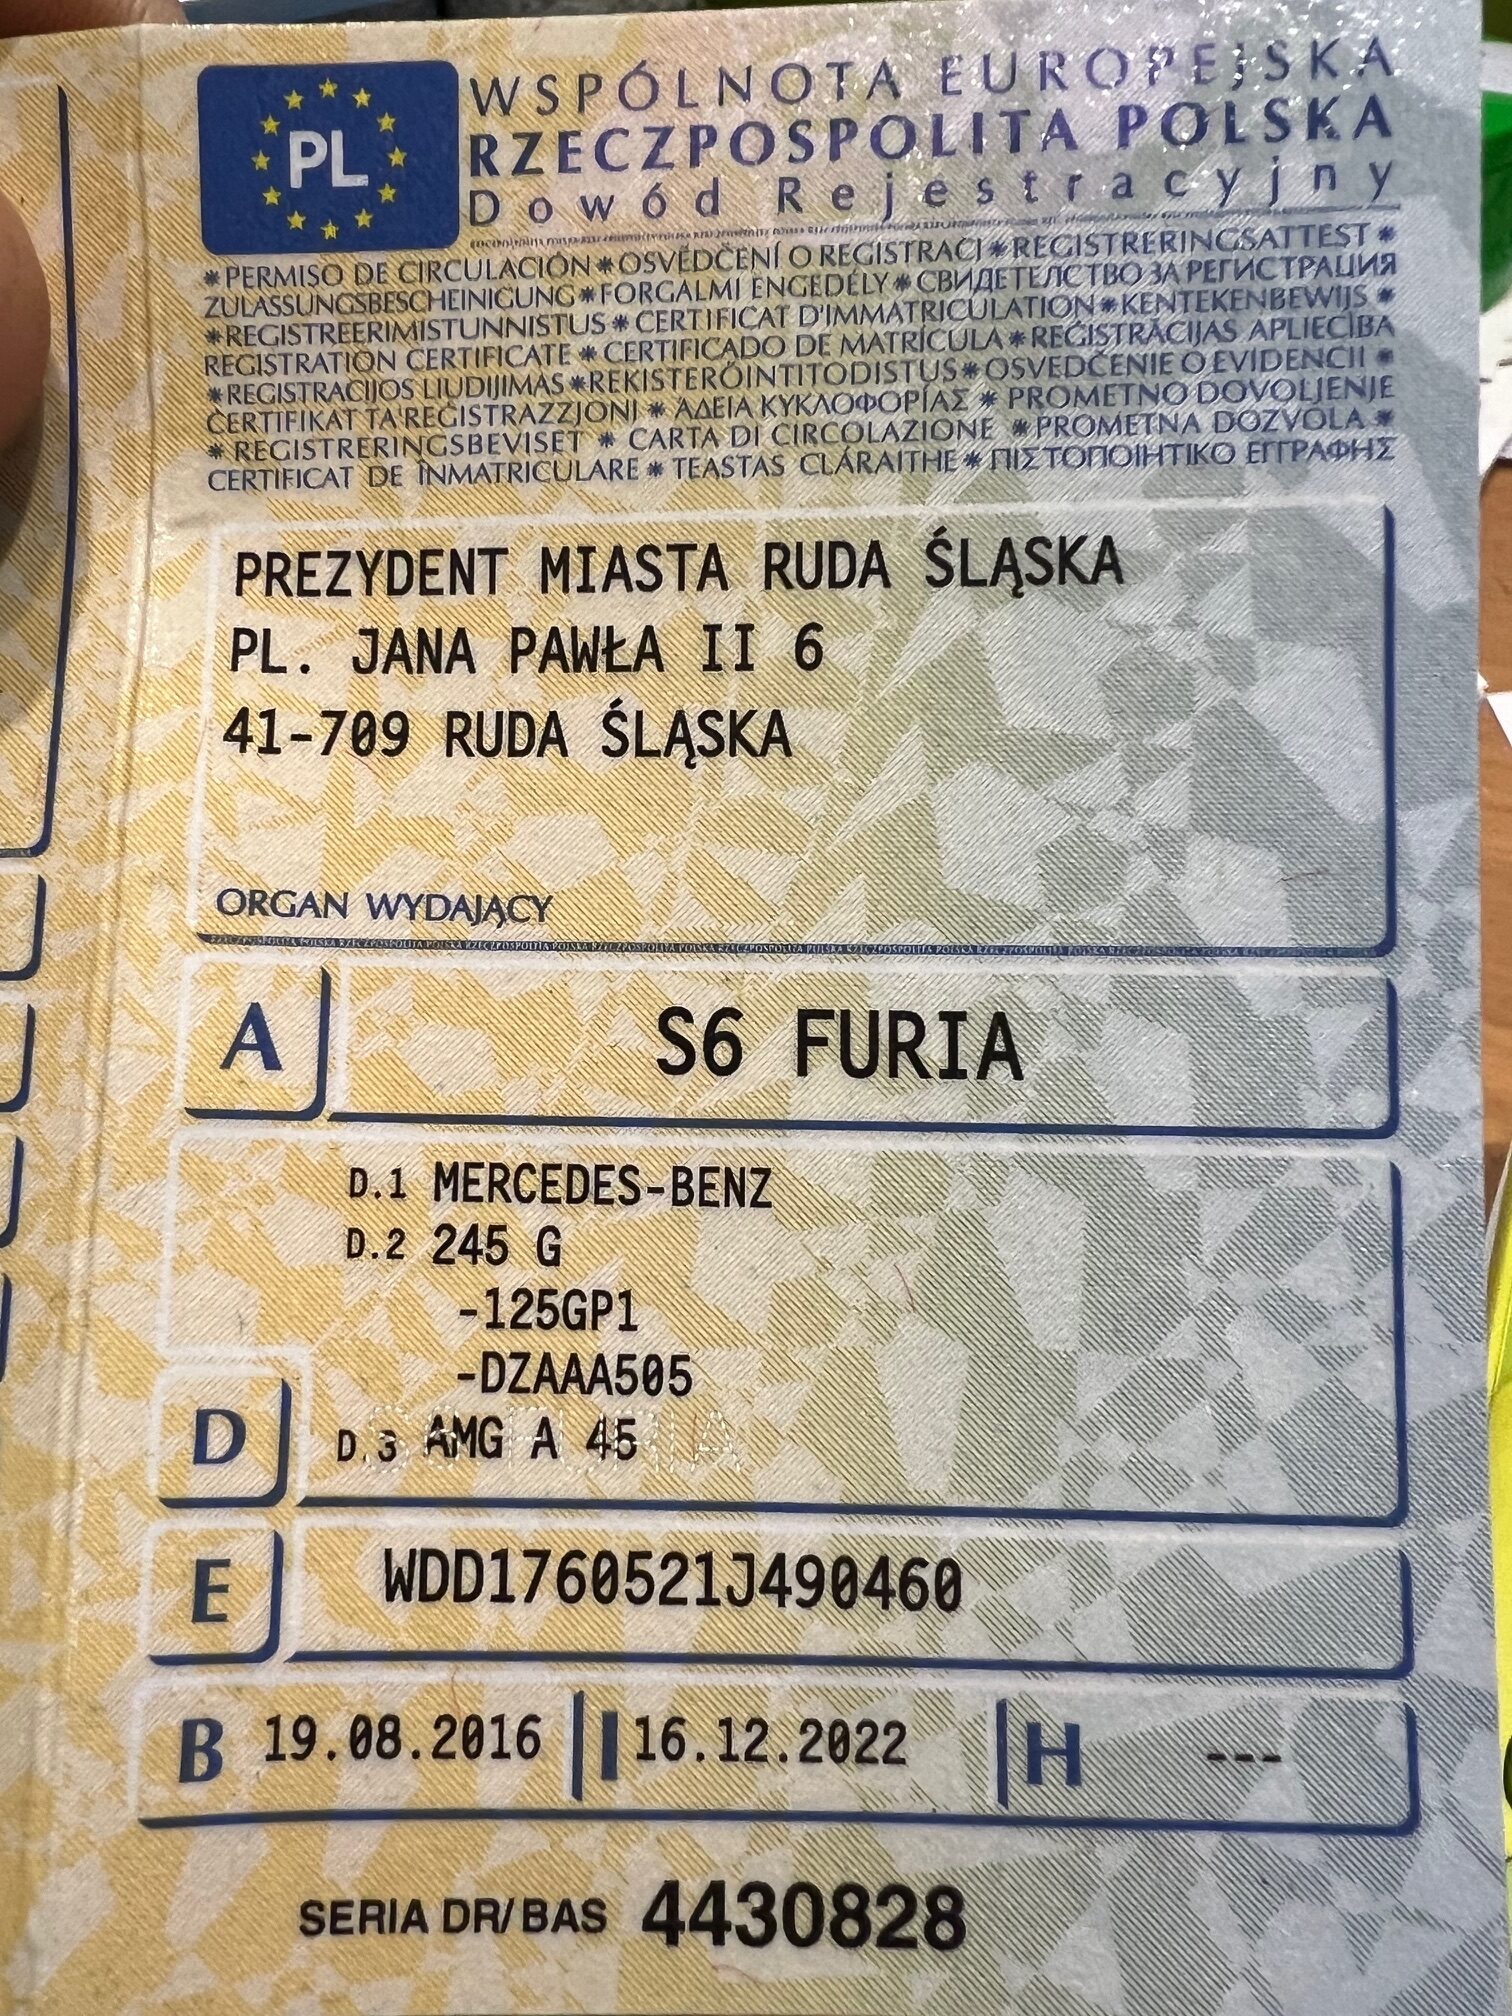 PL
WSPÓLNOTA EUROPEJSKA
RZECZPOSPOLITA POLSKA
Dowód Rejestracyjny
*PERMISO DE CIRCULACIÓN*OSVĚDČENÍ O REGISTRACI*REGISTRERINGSATTEST*
ZULASSUNGSBESCHEINIGUNG*FORGALMI ENGEDÉLY*СВИДЕТЕЛСТВО ЗА РЕГИСТРАЦИЯ
*REGISTREERIMISTUNNISTUS*CERTIFICAT D'IMMATRICULATION*KENTEKENBEWIJS*
REGISTRATION CERTIFICATE*CERTIFICADO DE MATRÍCULA*REĢISTRĀCIJAS APLIECĪBA
*REGISTRACIJOS LIUDIJIMAS*REKISTERÖINTITODISTUS*OSVEDČENIE O EVIDENCII*
ĊERTIFIKAT TA'REĠISTRAZZJONI*ΑΔΕΙΑ ΚΥΚΛΟΦΟΡΙΑΣ*PROMETNO DOVOLJENJE
*REGISTRERINGSBEVISET*CARTA DI CIRCOLAZIONE*PROMETNA DOZVOLA*
CERTIFICAT DE ÎNMATRICULARE*TEASTAS CLÁRAITHE*ΠΙΣΤΟΠΟΙΗΤΙΚΟ ΕΓΓΡΑΦΗΣ
PREZYDENT MIASTA RUDA ŚLĄSKA
PL. JANA PAWŁA II 6
41-709 RUDA ŚLĄSKA
ORGAN WYDAJĄCY
A S6 FURIA
D.1 MERCEDES-BENZ
D.2 245 G
-125GP1
-DZAAA505
D D.3 AMG A 45
E WDD1760521J490460
B 19.08.2016 I 16.12.2022 H ---
SERIA DR/BAS 4430828